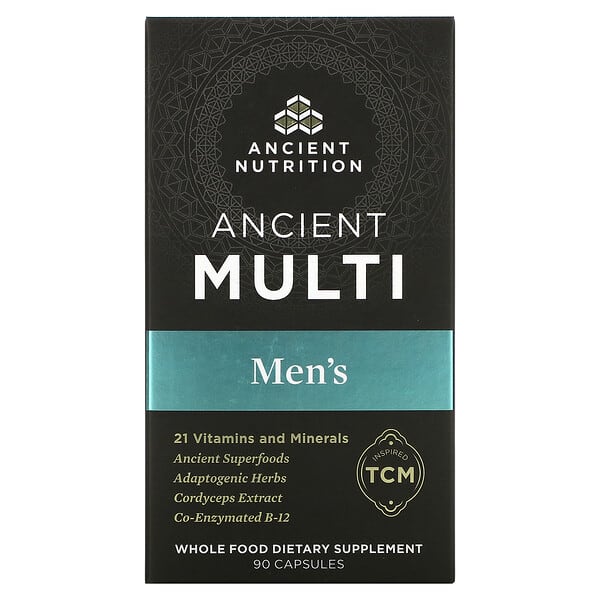 ANCIENT
NUTRITION
ANCIENT
MULTI
Men's
21 Vitamins and Minerals
Ancient Superfoods
Adaptogenic Herbs
Cordyceps Extract
Co-Enzymated B-12
INSPIRED
TCM
WHOLE FOOD DIETARY SUPPLEMENT
90 CAPSULES